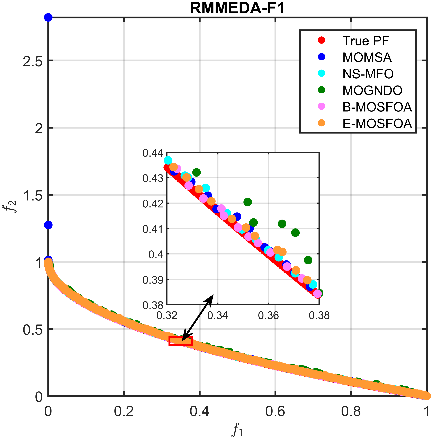 RMMEDA-F1
True PF
MOMSA
NS-MFO
MOGNDO
B-MOSFOA
E-MOSFOA
2.5
2
1.5
1
0.5
0
f2
0.44
0.43
0.42
0.41
0.4
0.39
0.38
0.32 0.34 0.36 0.38
0 0.2 0.4 0.6 0.8 1
f1